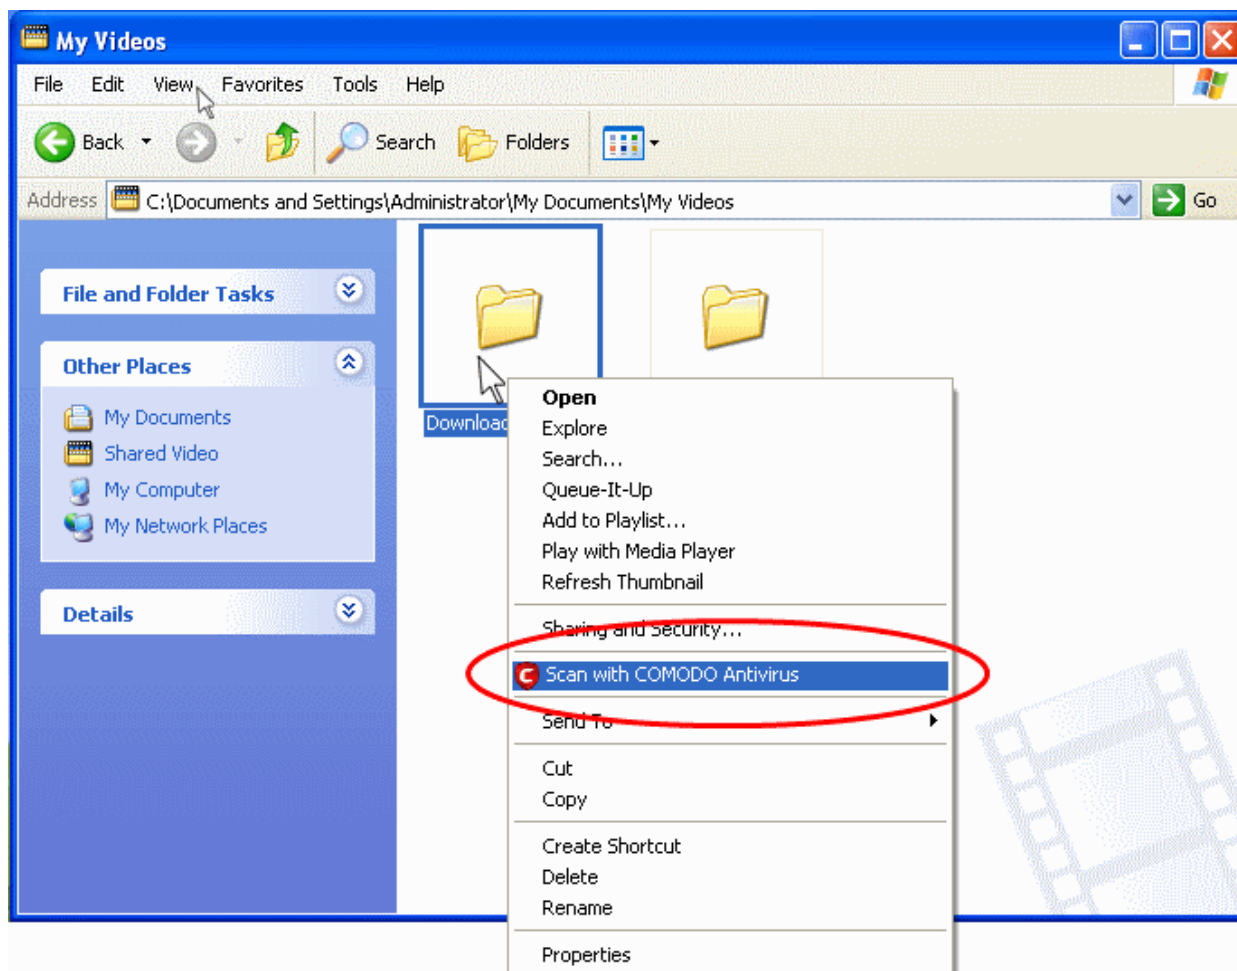 My Videos
File Edit View Favorites Tools Help
Back Search Folders
Address C:\Documents and Settings\Administrator\My Documents\My Videos Go
File and Folder Tasks
Other Places
My Documents
Shared Video
My Computer
My Network Places
Details
Open
Explore
Search...
Queue-It-Up
Add to Playlist...
Play with Media Player
Refresh Thumbnail
Sharing and Security...
C Scan with COMODO Antivirus
Send To
Cut
Copy
Create Shortcut
Delete
Rename
Properties